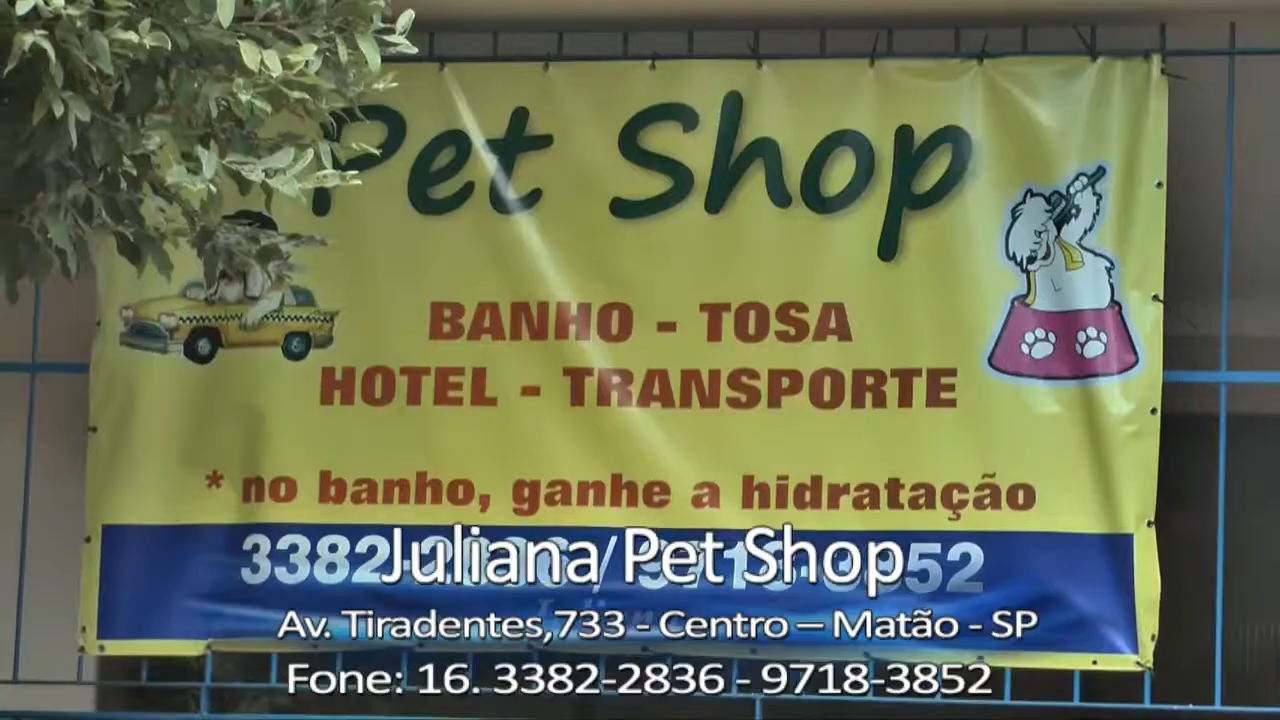 Pet Shop
BANHO - TOSA
HOTEL - TRANSPORTE
* no banho, ganhe a hidratação
3382
Juliana Pet Shop
Av. Tiradentes,733 - Centro – Matão - SP
Fone: 16. 3382-2836 - 9718-3852